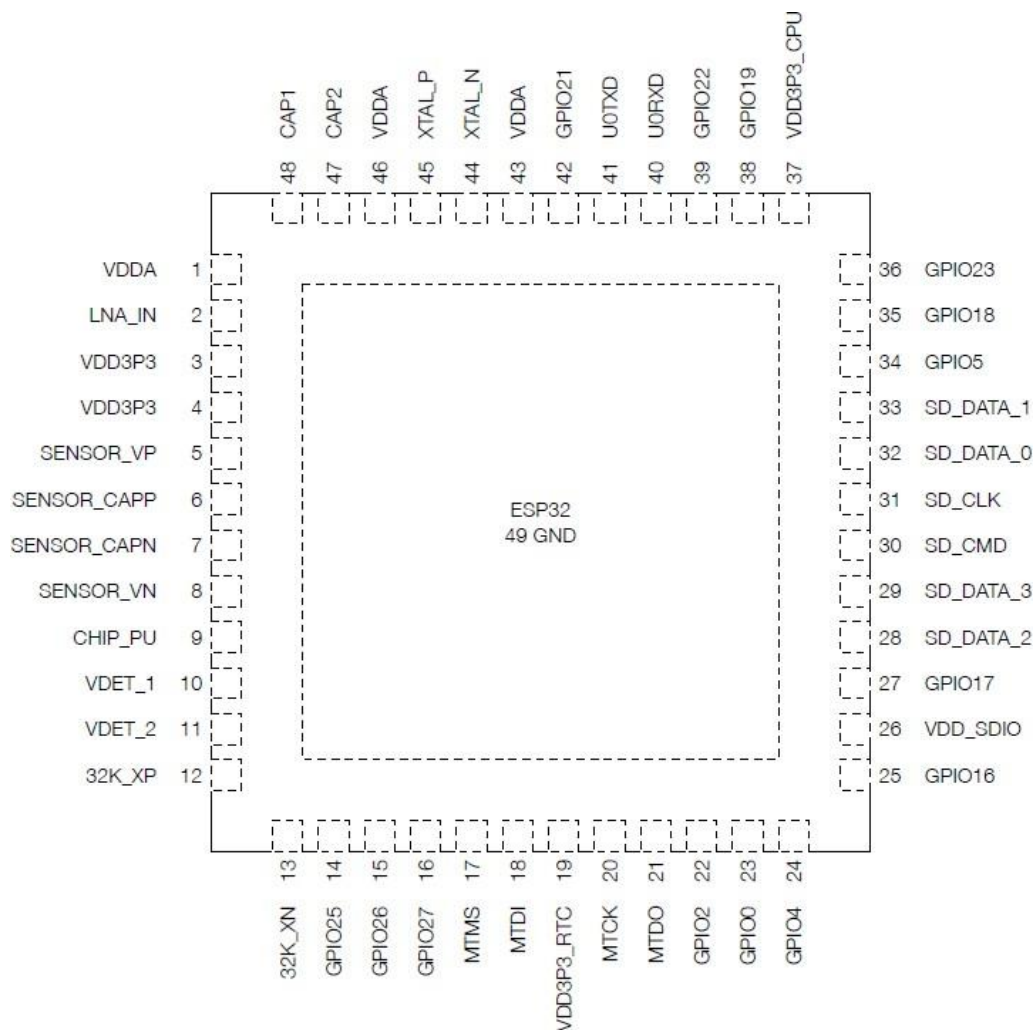 CAP1 48
CAP2 47
VDDA 46
XTAL_P 45
XTAL_N 44
VDDA 43
GPIO21 42
U0TXD 41
U0RXD 40
GPIO22 39
GPIO19 38
VDD3P3_CPU 37
VDDA 1
LNA_IN 2
VDD3P3 3
VDD3P3 4
SENSOR_VP 5
SENSOR_CAPP 6
SENSOR_CAPN 7
SENSOR_VN 8
CHIP_PU 9
VDET_1 10
VDET_2 11
32K_XP 12
ESP32
49 GND
36 GPIO23
35 GPIO18
34 GPIO5
33 SD_DATA_1
32 SD_DATA_0
31 SD_CLK
30 SD_CMD
29 SD_DATA_3
28 SD_DATA_2
27 GPIO17
26 VDD_SDIO
25 GPIO16
32K_XN 13
GPIO25 14
GPIO26 15
GPIO27 16
MTMS 17
MTDI 18
VDD3P3_RTC 19
MTCK 20
MTDO 21
GPIO2 22
GPIO0 23
GPIO4 24